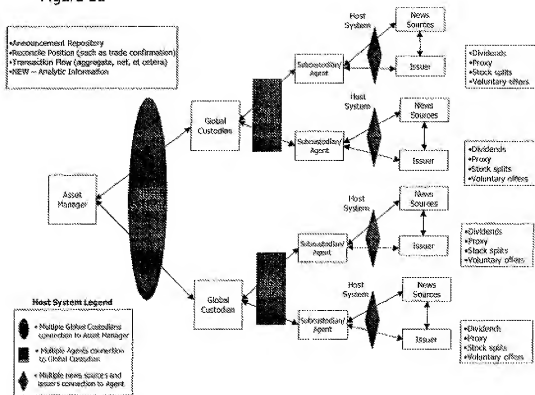 Figure
•Announcement Repository
•Reconcile Position (such as trade confirmation)
•Transaction Flow (aggregate, net, et cetera)
•NEW – Analytic Information
Host
System
News
Sources
Issuer
Subcustodian/
Agent
•Dividends
•Proxy
•Stock splits
•Voluntary offers
Global
Custodian
Host
System
News
Sources
Issuer
Subcustodian/
Agent
•Dividends
•Proxy
•Stock splits
•Voluntary offers
Asset
Manager
Host
System
News
Sources
Issuer
Subcustodian/
Agent
•Dividends
•Proxy
•Stock splits
•Voluntary offers
Global
Custodian
Host
System
News
Sources
Issuer
Subcustodian/
Agent
•Dividends
•Proxy
•Stock splits
•Voluntary offers
Host System Legend
• Multiple Global Custodians
connection to Asset Manager
• Multiple Agents connection
to Global Custodian
• Multiple news sources and
issuers connection to Agent